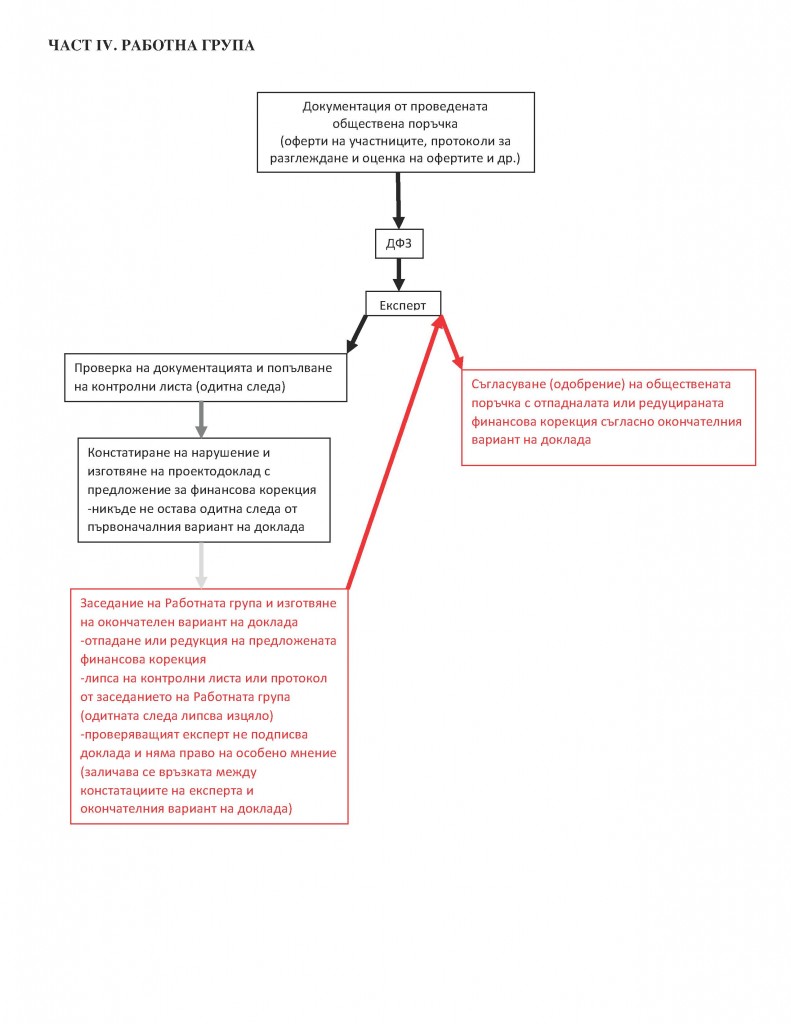 ЧАСТ IV. РАБОТНА ГРУПА
Документация от проведената
обществена поръчка
(оферти на участниците, протоколи за
разглеждане и оценка на офертите и др.)
ДФЗ
Експерт
Проверка на документацията и попълване
на контролни листа (одитна следа)
Съгласуване (одобрение) на обществената
поръчка с отпадналата или редуцираната
финансова корекция съгласно окончателния
вариант на доклада
Констатиране на нарушение и
изготвяне на проектодоклад с
предложение за финансова корекция
-никъде не остава одитна следа от
първоначалния вариант на доклада
Заседание на Работната група и изготвяне
на окончателен вариант на доклада
-отпадане или редукция на предложената
финансова корекция
-липса на контролни листа или протокол
от заседанието на Работната група
(одитната следа липсва изцяло)
-проверяващият експерт не подписва
доклада и няма право на особено мнение
(заличава се връзката между
констатациите на експерта и
окончателния вариант на доклада)